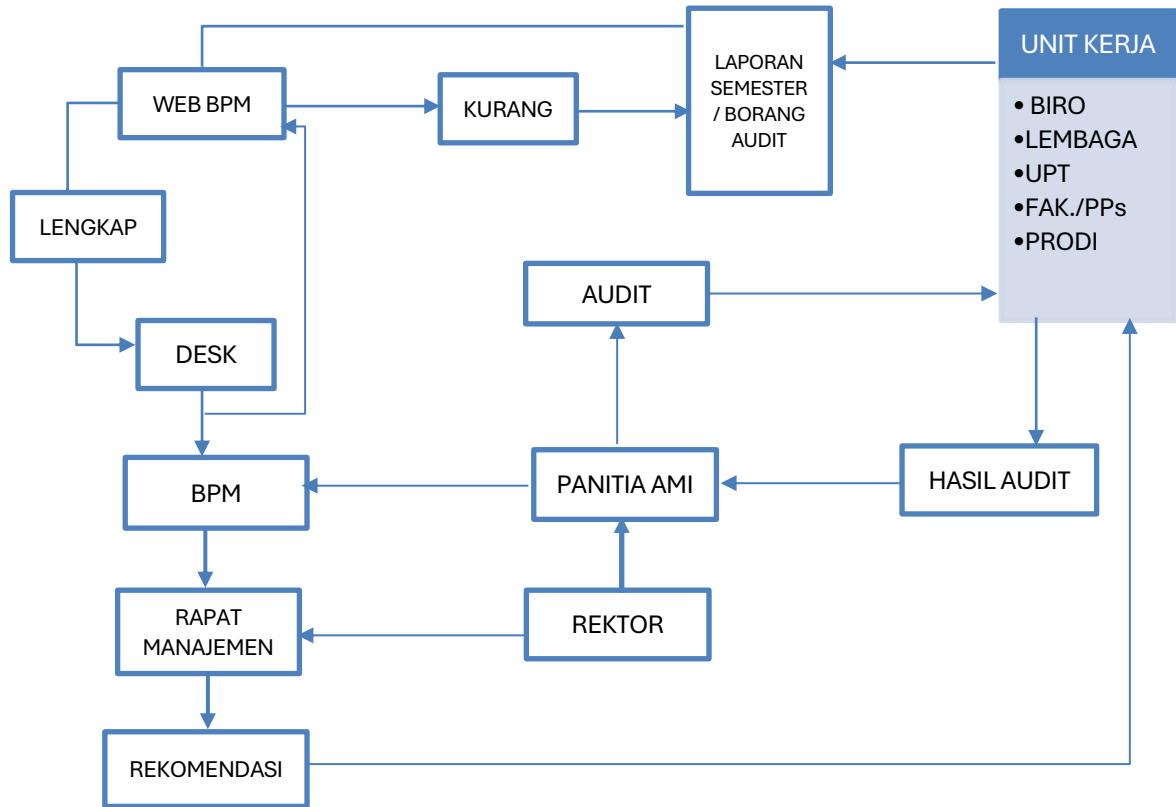 UNIT KERJA
LAPORAN
SEMESTER
/ BORANG
AUDIT
WEB BPM
KURANG
• BIRO
•LEMBAGA
•UPT
•FAK./PPs
•PRODI
LENGKAP
AUDIT
DESK
BPM
PANITIA AMI
HASIL AUDIT
RAPAT
MANAJEMEN
REKTOR
REKOMENDASI